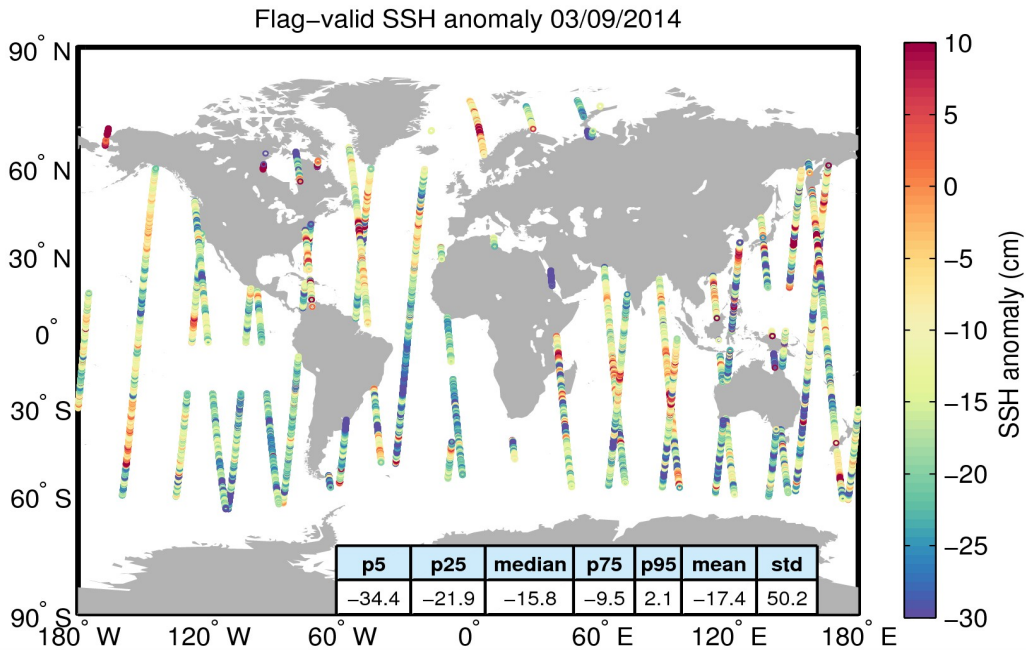 Flag−valid SSH anomaly 03/09/2014
90° N
60° N
30° N
0°
30° S
60° S
90° S
180° W
120° W
60° W
0°
60° E
120° E
180° E
p5 p25 median p75 p95 mean std
−34.4 −21.9 −15.8 −9.5 2.1 −17.4 50.2
10
5
0
−5
−10
−15
−20
−25
−30
SSH anomaly (cm)